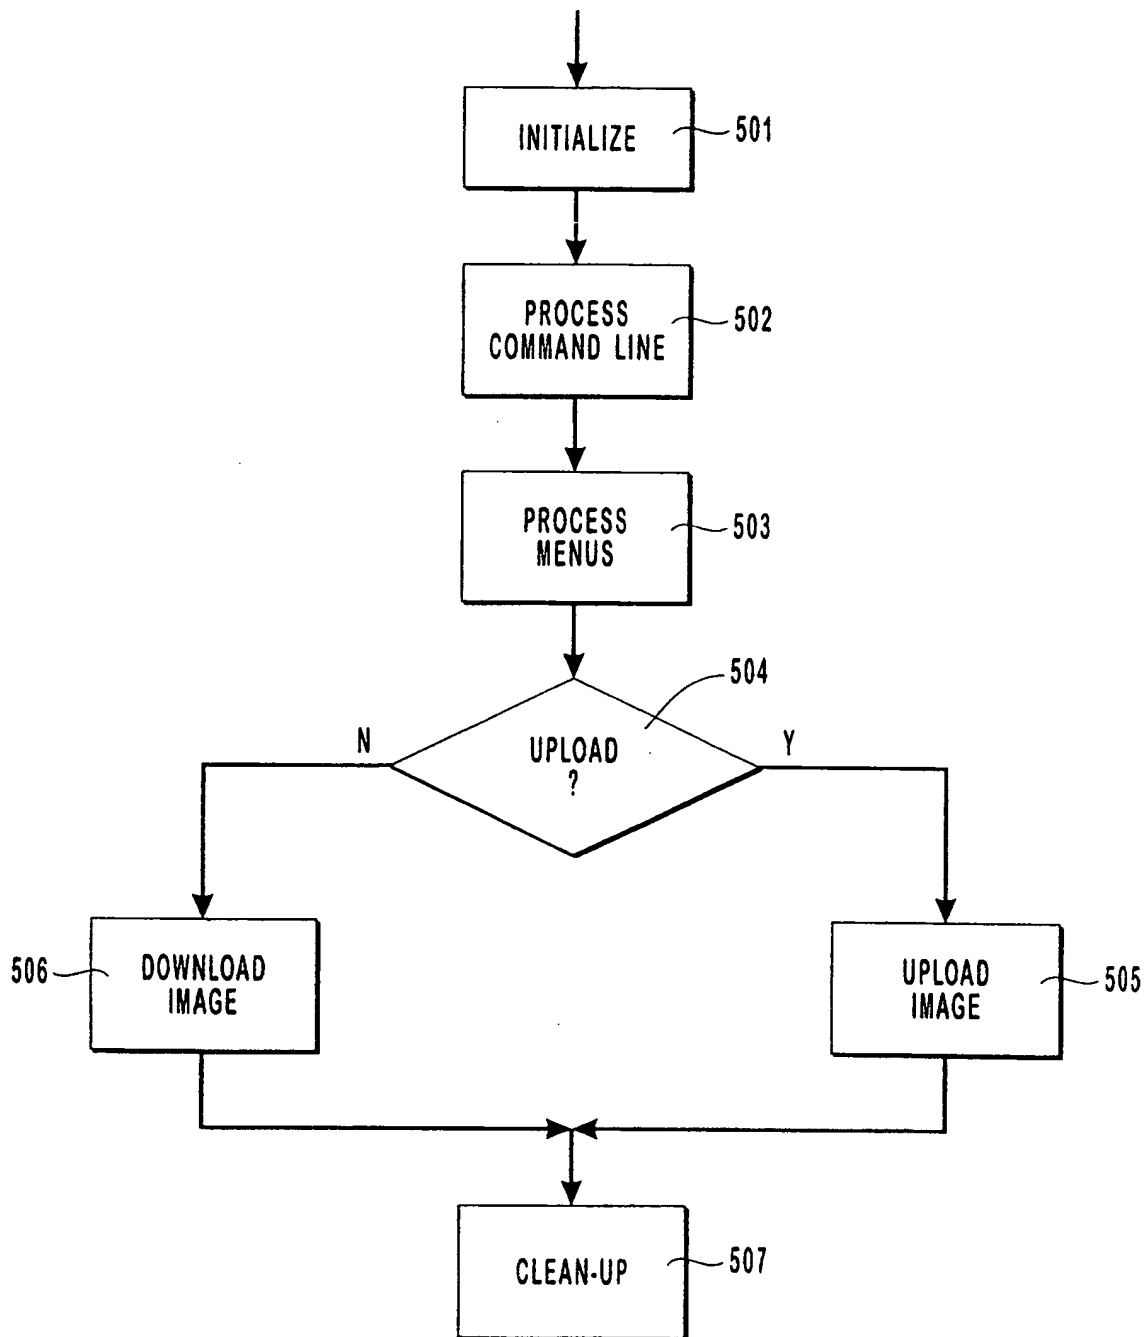 INITIALIZE
501
PROCESS
COMMAND LINE
502
PROCESS
MENUS
503
504
N
UPLOAD
?
Y
506
DOWNLOAD
IMAGE
UPLOAD
IMAGE
505
CLEAN-UP
507